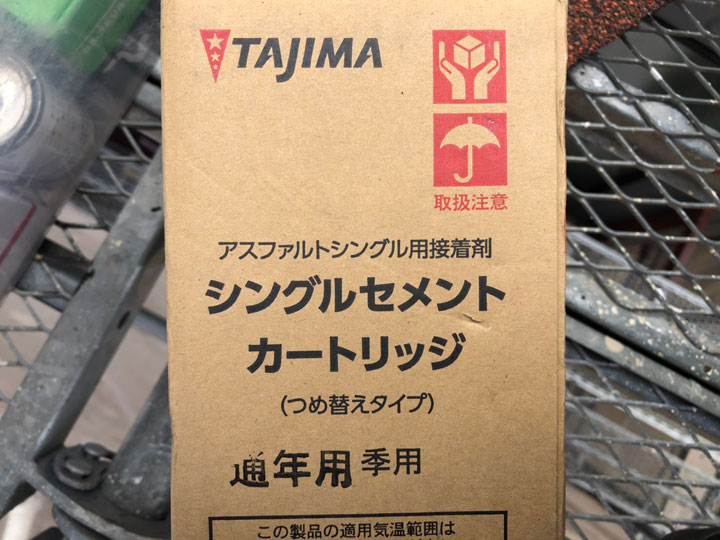 TAJIMA
取扱注意
アスファルトシングル用接着剤
シングルセメント
カートリッジ
(つめ替えタイプ)
通年用季用
この製品の適用気温範囲は